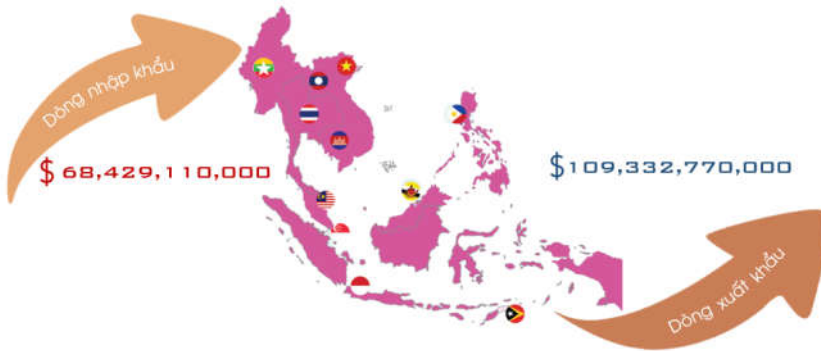 Dòng nhập khẩu
$ 68,429,110,000
$109,332,770,000
Dòng xuất khẩu